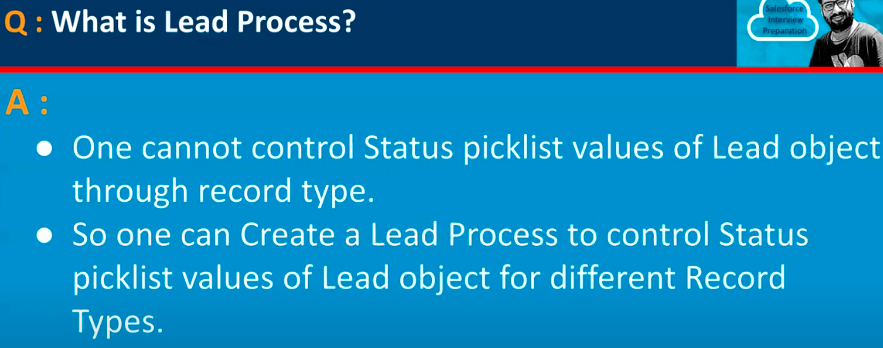 Q : What is Lead Process?
Salesforce
Interview
Preparation
A :
● One cannot control Status picklist values of Lead object
through record type.
● So one can Create a Lead Process to control Status
picklist values of Lead object for different Record
Types.